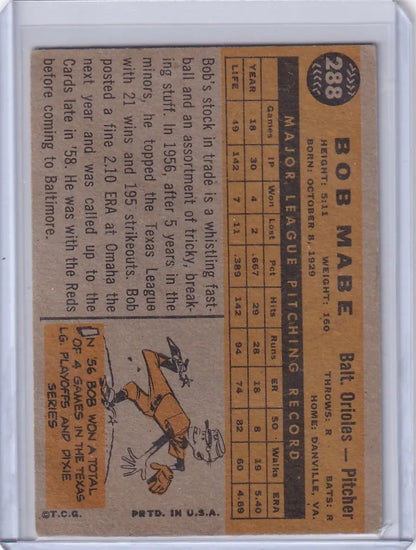 288
BOB MABE
Balt. Orioles — Pitcher
HEIGHT: 5:11 WEIGHT: 160 THROWS: R BATS: R
BORN: OCTOBER 8, 1929 HOME: DANVILLE, VA.
MAJOR LEAGUE PITCHING RECORD
Games IP Won Lost Pct Hits Runs ER SO Walks ERA
YEAR 18 30 4 2 .667 29 18 18 8 19 5.40
LIFE 49 142 7 11 .389 142 94 74 82 60 4.69
Bob's stock in trade is a whistling fast-
ball and an assortment of tricky, break-
ing stuff. In 1956, after 5 years in the
minors, he topped the Texas League
with 21 wins and 195 strikeouts. Bob
posted a fine 2.10 ERA at Omaha the
next year and was called up to the
Cards late in '58. He was with the Reds
before coming to Baltimore.
IN '56 BOB WON A TOTAL
OF 4 GAMES IN THE TEXAS
LG. PLAYOFFS AND DIXIE
SERIES
©T.C.G. PRTD. IN U.S.A.